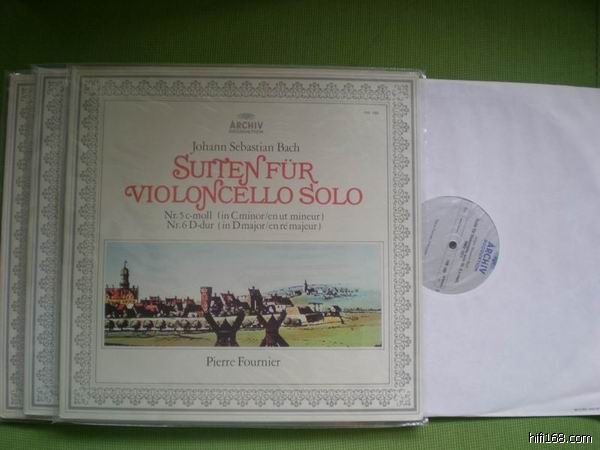 ARCHIV
PRODUKTION
Johann Sebastian Bach
SUITEN FÜR
VIOLONCELLO SOLO
Nr. 5 c-moll (in C minor/en ut mineur)
Nr. 6 D-dur (in D major/en ré majeur)
Pierre Fournier
ARCHIV
PRODUKTION
hifi168.com